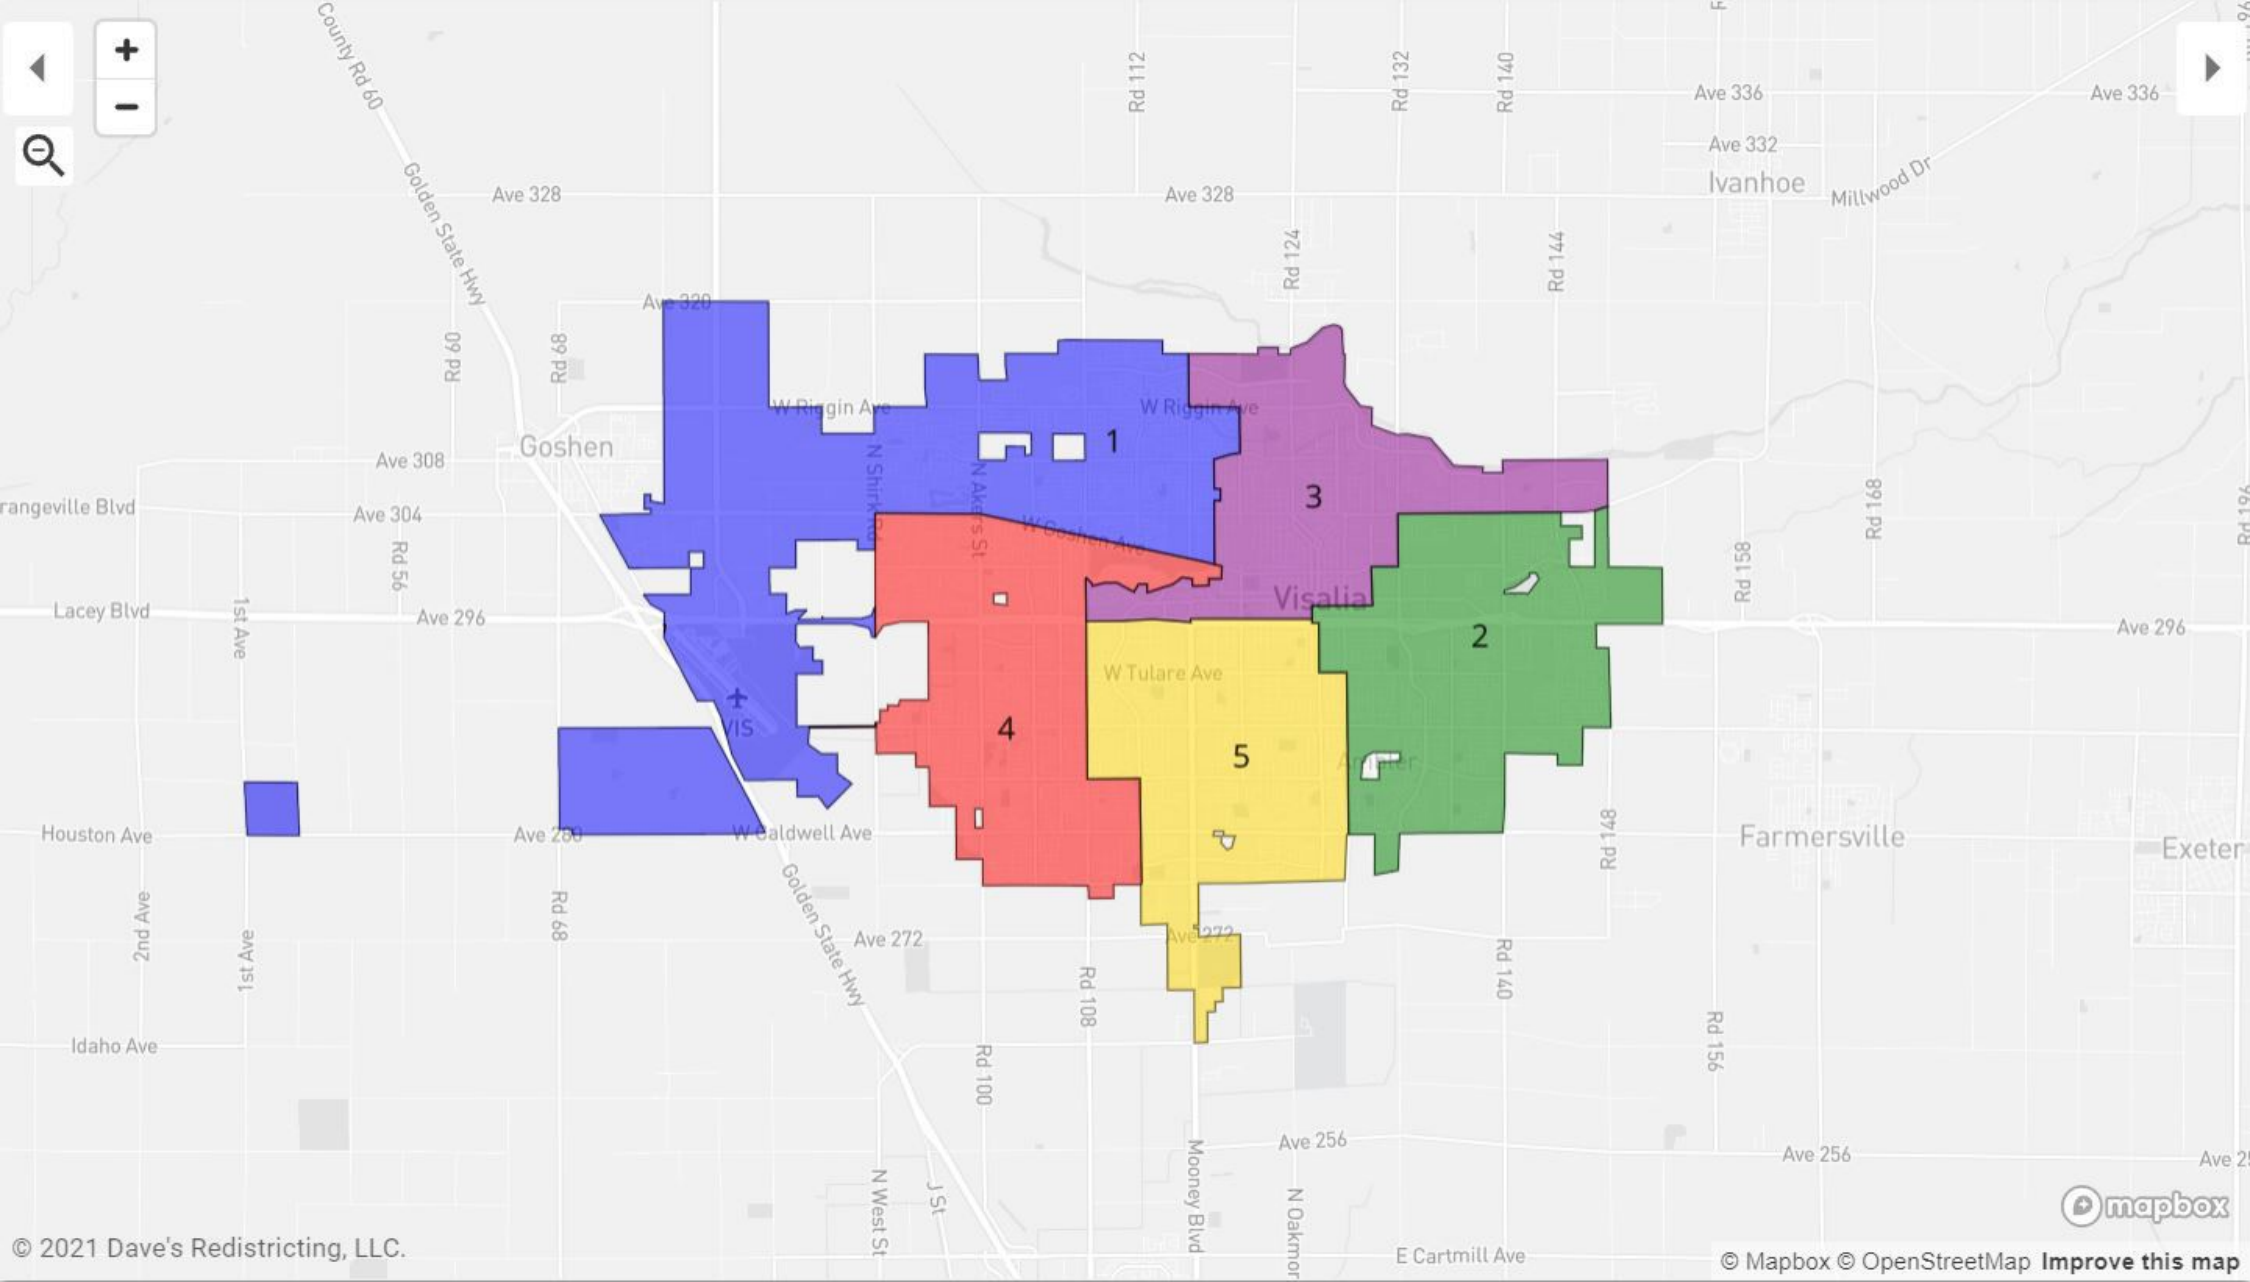 County Rd 60
Rd 112
Rd 132
Rd 140
Ave 336
Ave 336
Ave 332
Ivanhoe
Millwood Dr
Golden State Hwy
Ave 328
Ave 328
Rd 124
Rd 144
Ave 320
Rd 60
Rd 68
W Riggin Ave
W Riggin Ave
Goshen
Ave 308
1
N Shirk Rd
N Akers St
3
rangeville Blvd
Ave 304
W Goshen Ave
Rd 168
Rd 196
Rd 56
Rd 158
1st Ave
Lacey Blvd
Ave 296
Visalia
Ave 296
2
W Tulare Ave
VIS
4
5
Ambler
Houston Ave
Ave 280
W Caldwell Ave
Rd 148
Farmersville
Exeter
2nd Ave
1st Ave
Rd 68
Golden State Hwy
Ave 272
Ave 272
Rd 108
Rd 140
Idaho Ave
Rd 100
Rd 156
Ave 256
Ave 256
Ave 25
N West St
J St
Mooney Blvd
N Oakmor
E Cartmill Ave
mapbox
© 2021 Dave's Redistricting, LLC.
© Mapbox © OpenStreetMap Improve this map